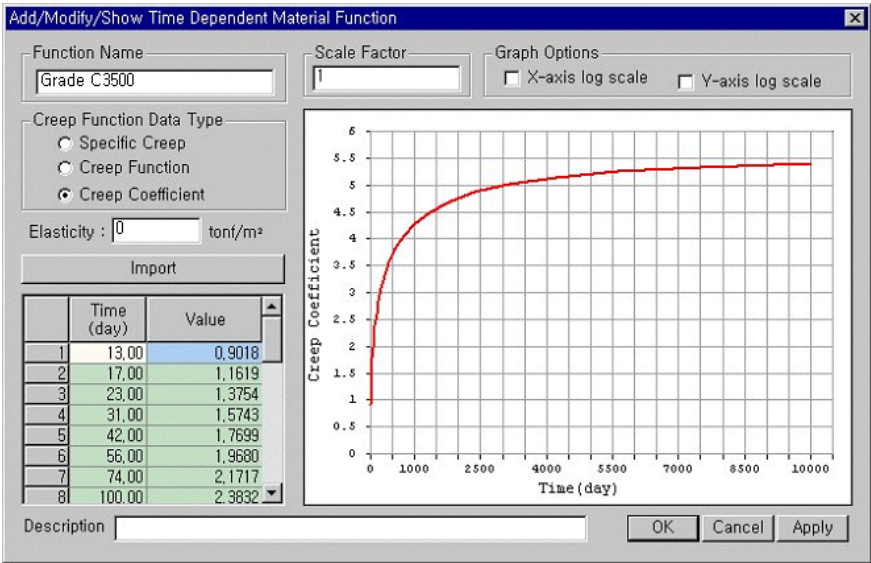 Add/Modify/Show Time Dependent Material Function
Function Name
Grade C3500
Scale Factor
1
Graph Options
X-axis log scale
Y-axis log scale
Creep Function Data Type
Specific Creep
Creep Function
Creep Coefficient
Elasticity : 0 tonf/m²
Import
Time (day) Value
1 13,00 0,9018
2 17,00 1,1619
3 23,00 1,3754
4 31,00 1,5743
5 42,00 1,7699
6 56,00 1,9680
7 74,00 2,1717
8 100,00 2,3832
Creep Coefficient
6
5.5
5
4.5
4
3.5
3
2.5
2
1.5
1
0.5
0
0 1000 2500 4000 5500 7000 8500 10000
Time(day)
Description
OK Cancel Apply